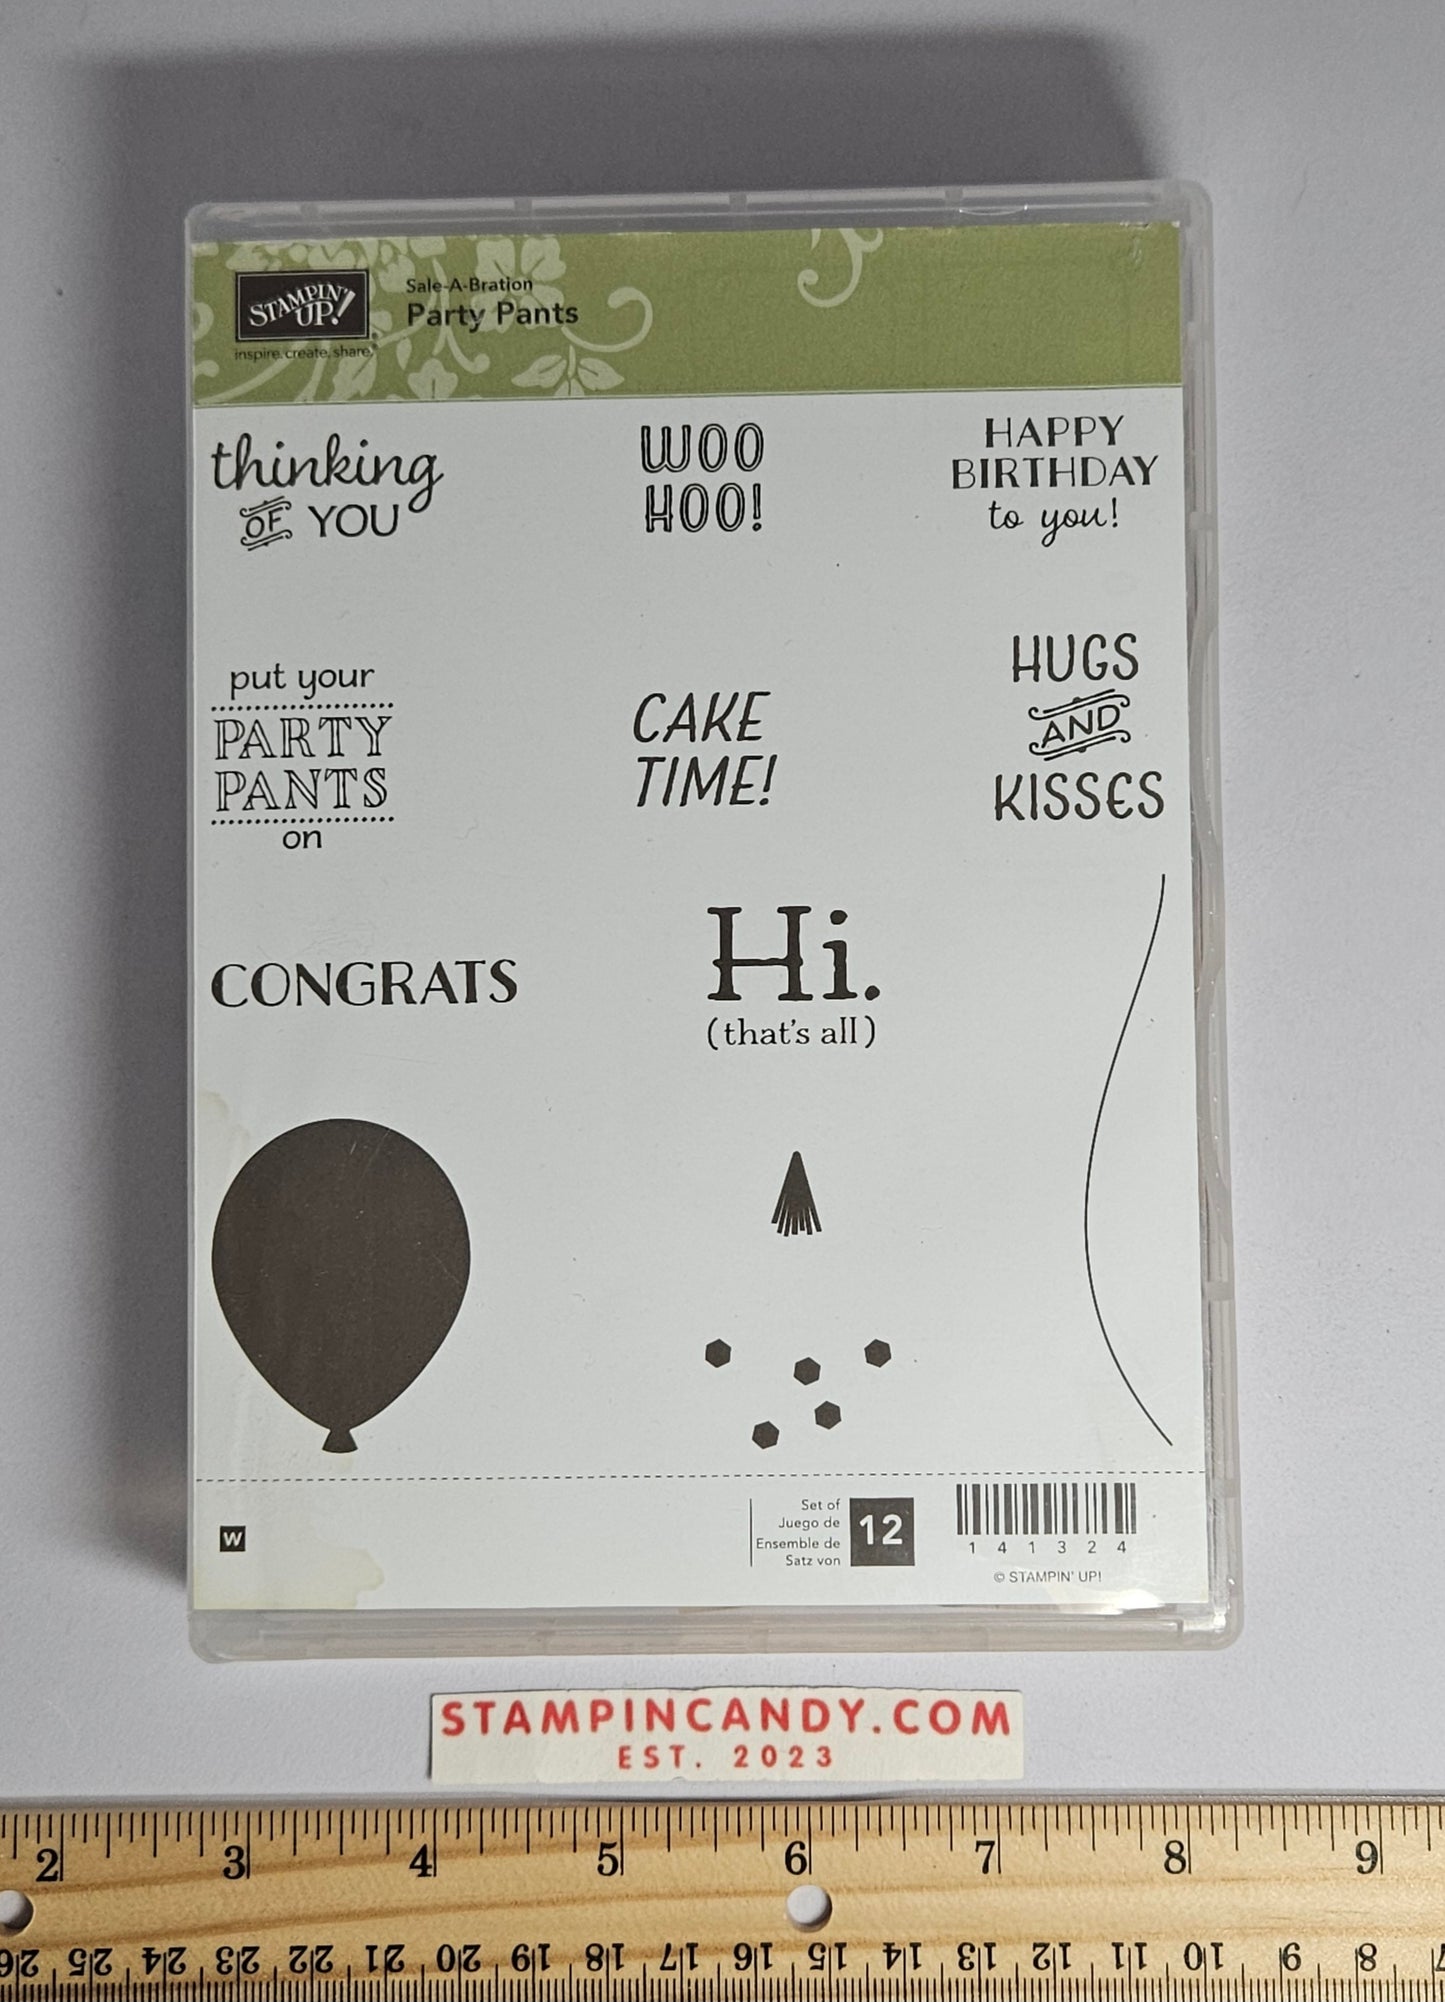 STAMPIN' UP!
inspire. create. share.®
Sale-A-Bration
Party Pants
thinking
OF YOU
WOO
HOO!
HAPPY
BIRTHDAY
to you!
put your
PARTY
PANTS
on
CAKE
TIME!
HUGS
AND
KISSES
CONGRATS
Hi.
(that's all)
W
Set of
Juego de
Ensemble de
Satz von
12
1 4 1 3 2 4
© STAMPIN' UP!
STAMPINCANDY.COM
EST. 2023
2 3 4 5 6 7 8 9
26 25 24 23 22 21 20 19 18 17 16 15 14 13 12 11 10 9 8 7